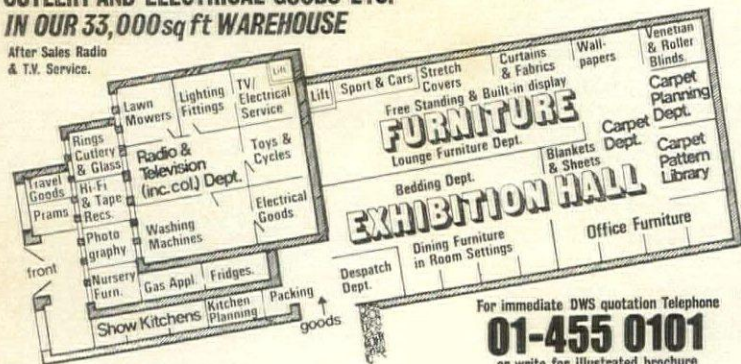 CUTLERY AND ELECTRICAL GOODS ETC.
IN OUR 33,000sq ft WAREHOUSE
After Sales Radio
& T.V. Service.
Lawn
Mowers
Lighting
Fittings
TV/
Electrical
Service
Lift
Lift
Sport & Cars
Stretch
Covers
Curtains
& Fabrics
Wall-
papers
Venetian
& Roller
Blinds.
Free Standing & Built-in display
FURNITURE
Lounge Furniture Dept.
Carpet
Planning
Dept.
Carpet
Dept.
Carpet
Pattern
Library
Blankets
& Sheets
Bedding Dept.
EXHIBITION HALL
Rings
Cutlery
& Glass
Radio &
Television
(inc.col.) Dept.
Toys &
Cycles
Travel
Goods
Prams
Hi-Fi
& Tape
Recs.
Electrical
Goods
Washing
Machines
Photo
graphy
front
Nursery
Furn.
Gas Appl.
Fridges.
Despatch
Dept.
Dining Furniture
in Room Settings
Office Furniture
Show Kitchens
Kitchen
Planning
Packing
goods
For immediate DWS quotation Telephone
01-455 0101
or write for illustrated brochure